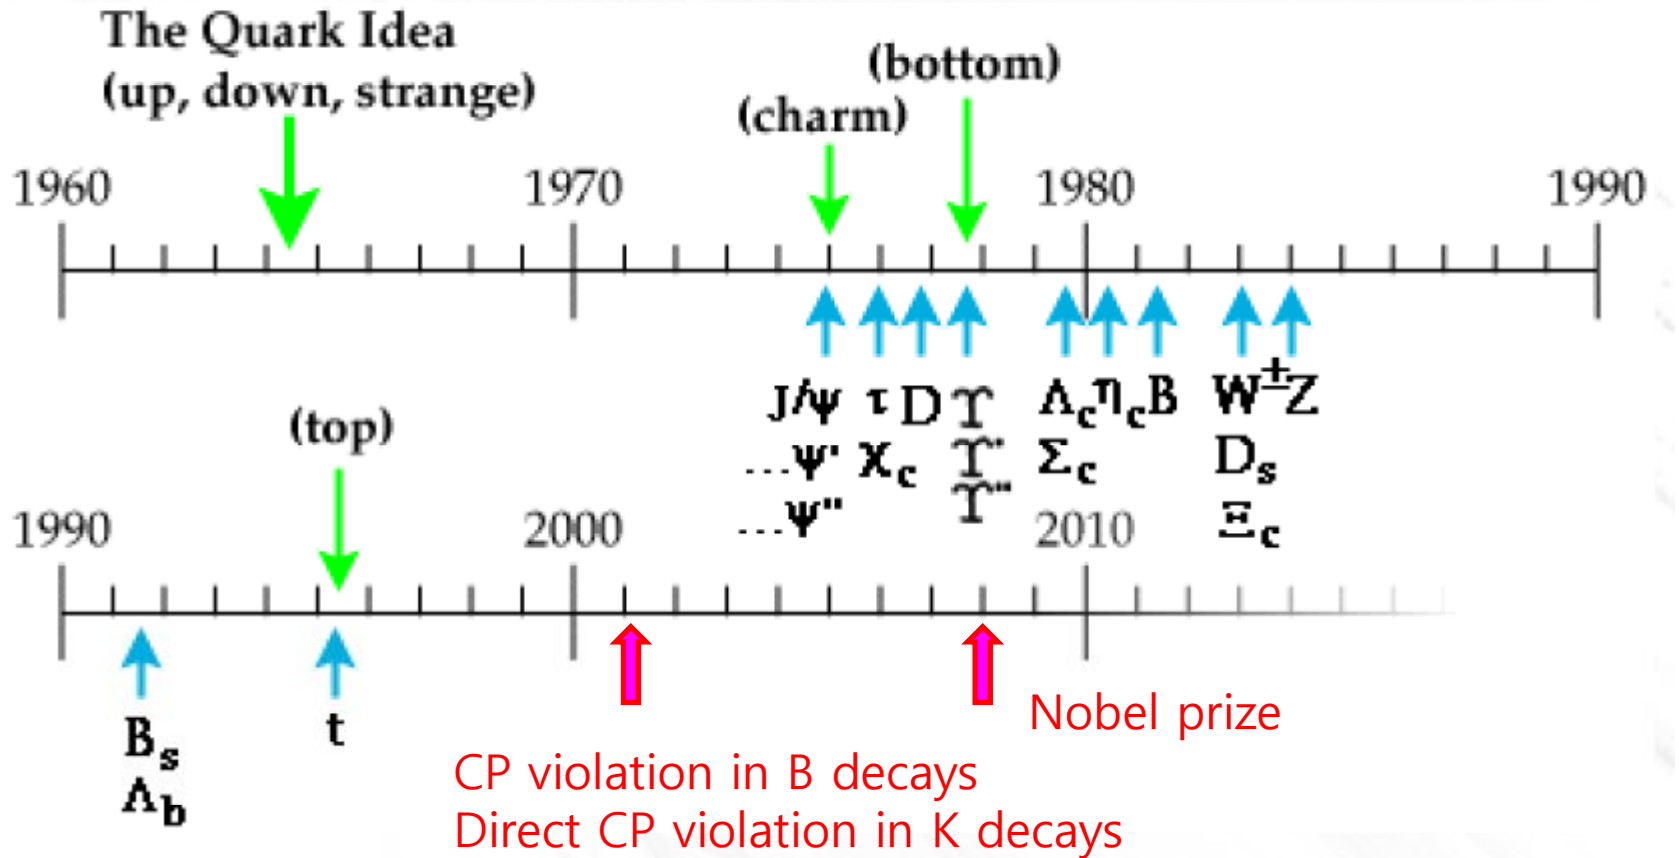 The Quark Idea
(up, down, strange)
(bottom)
(charm)
1960 1970 1980 1990
J/ψ τ D ϒ Λc ηc B W± Z
...ψ' χc ϒ' Σc Ds
...ψ" ϒ" Ξc
(top)
1990 2000 2010
Bs t
Λb
Nobel prize
CP violation in B decays
Direct CP violation in K decays